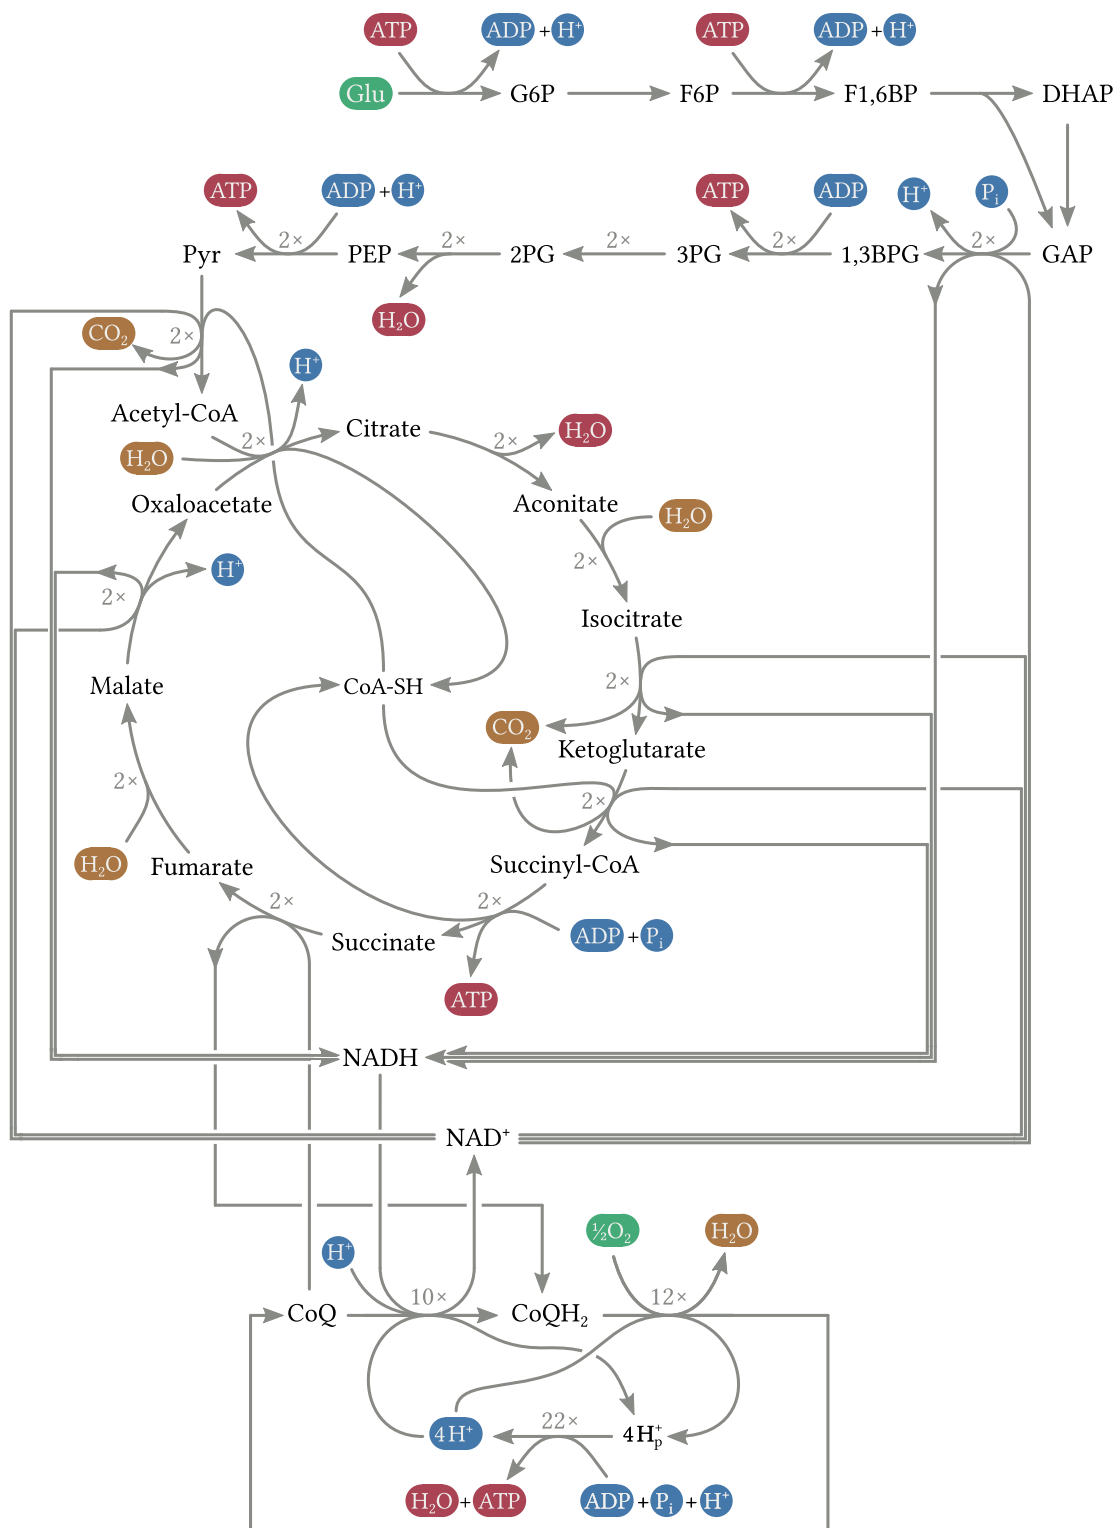 ATP ADP + H⁺ ATP ADP + H⁺
Glu G6P F6P F1,6BP DHAP
ATP ADP + H⁺ ATP ADP H⁺ Pᵢ
2× 2× 2× 2× 2×
Pyr PEP 2PG 3PG 1,3BPG GAP
H₂O
CO₂ 2×
H⁺
Acetyl-CoA Citrate H₂O
2× 2×
H₂O
Oxaloacetate Aconitate H₂O
2×
H⁺
2×
Isocitrate
2×
Malate CoA-SH
CO₂
Ketoglutarate
2× 2×
H₂O Fumarate Succinyl-CoA
2× 2×
Succinate ADP + Pᵢ
ATP
NADH
NAD⁺
½O₂ H₂O
H⁺
10× 12×
CoQ CoQH₂
22×
4H⁺ 4H⁺ₚ
H₂O + ATP ADP + Pᵢ + H⁺